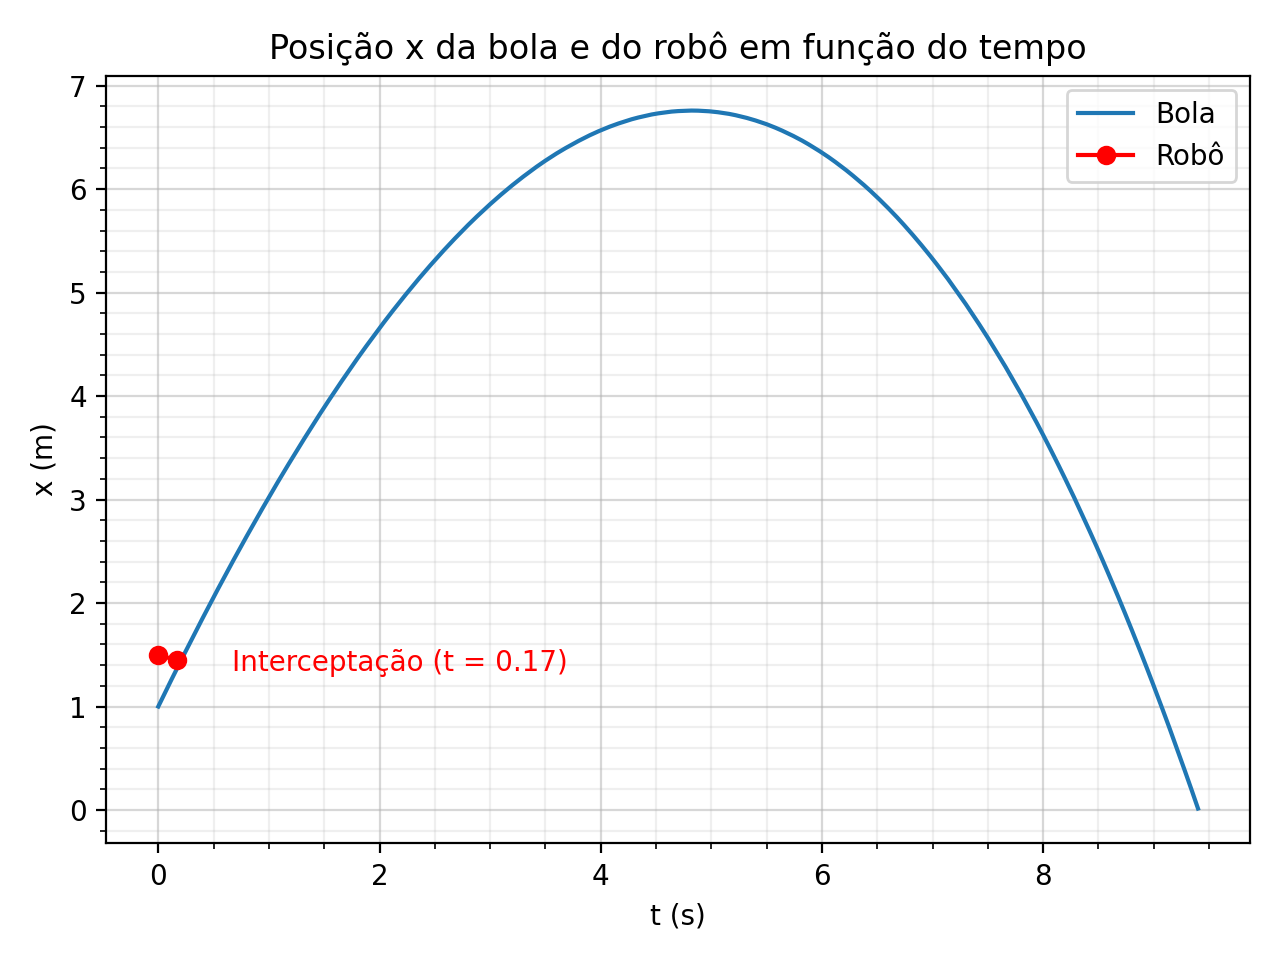 Posição x da bola e do robô em função do tempo
Bola
Robô
7
6
5
4
3
2
1
0
x (m)
Interceptação (t = 0.17)
0 2 4 6 8
t (s)